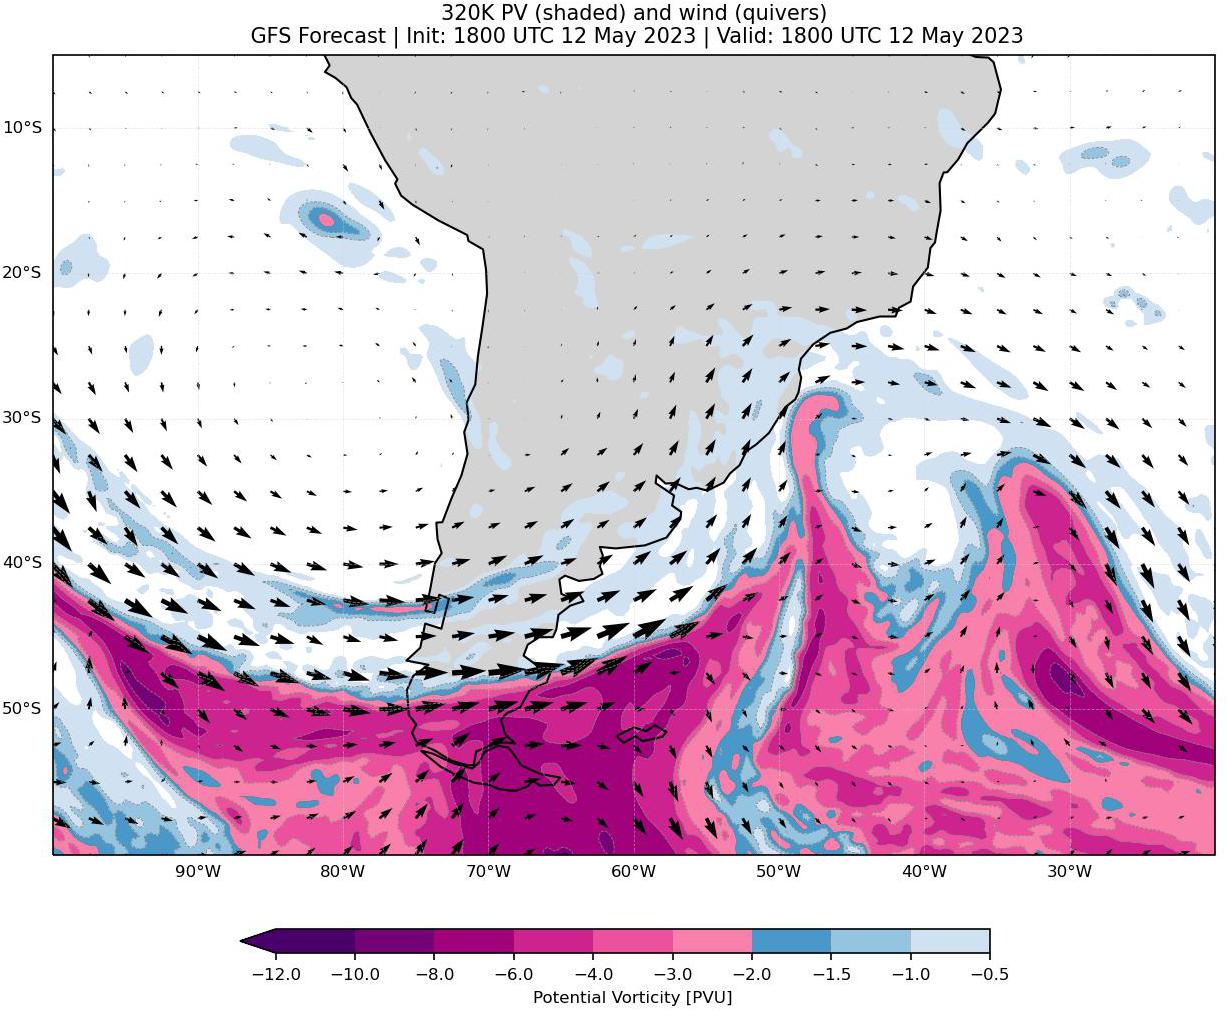 320K PV (shaded) and wind (quivers)
GFS Forecast | Init: 1800 UTC 12 May 2023 | Valid: 1800 UTC 12 May 2023
10°S
20°S
30°S
40°S
50°S
90°W 80°W 70°W 60°W 50°W 40°W 30°W
−12.0 −10.0 −8.0 −6.0 −4.0 −3.0 −2.0 −1.5 −1.0 −0.5
Potential Vorticity [PVU]